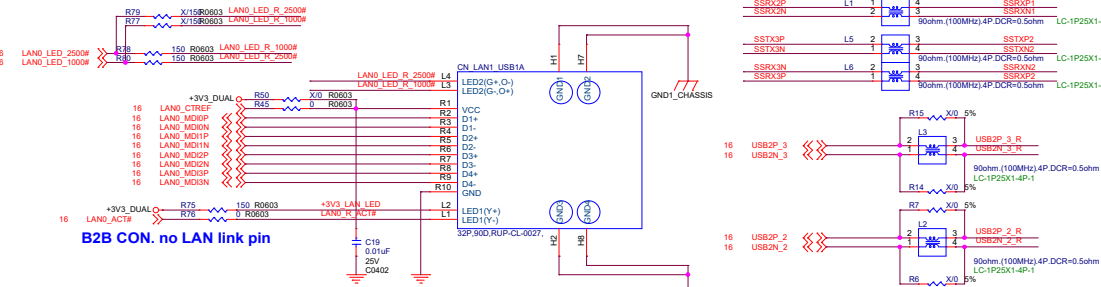 R79 X/150 R0603 LAN0_LED_R_2500#
R77 X/150 R0603 LAN0_LED_R_1000#
16 LAN0_LED_2500# R78 150 R0603 LAN0_LED_R_1000#
16 LAN0_LED_1000# R80 150 R0603 LAN0_LED_R_2500#
CN_LAN1_USB1A
H1 H7
GND1_CHASSIS
LAN0_LED_R_2500# L4 LED2(G+,O-)
LAN0_LED_R_1000# L3 LED2(G-,O+)
GND1 GND2
+3V3_DUAL R50 X/0 R0603
R45 0 R0603 R1 VCC
16 LAN0_CTREF R2 D1+
16 LAN0_MDI0P R3 D1-
16 LAN0_MDI0N R4 D2+
16 LAN0_MDI1P R5 D2-
16 LAN0_MDI1N R6 D3+
16 LAN0_MDI2P R7 D3-
16 LAN0_MDI2N R8 D4+
16 LAN0_MDI3P R9 D4-
16 LAN0_MDI3N R10 GND
+3V3_DUAL R75 150 R0603 +3V3_LAN_LED L2 LED1(Y+)
16 LAN0_ACT# R76 0 R0603 LAN0_R_ACT# L1 LED1(Y-)
GND3 GND4
32P,90D,RUP-CL-0027,
H2 H8
B2B CON. no LAN link pin
C19
0.01uF
25V
C0402
SSRX2P L1 1 4 SSRXP1
SSRX2N 2 3 SSRXN1
90ohm.(100MHz).4P.DCR=0.5ohm LC-1P25X1-
SSTX3P L5 2 3 SSTXP2
SSTX3N 1 4 SSTXN2
90ohm.(100MHz).4P.DCR=0.5ohm LC-1P25X1-
SSRX3N L6 2 3 SSRXN2
SSRX3P 1 4 SSRXP2
90ohm.(100MHz).4P.DCR=0.5ohm LC-1P25X1-
R15 X/0 5%
L3
16 USB2P_3 2 3 USB2P_3_R
16 USB2N_3 1 4 USB2N_3_R
90ohm.(100MHz).4P.DCR=0.5ohm
LC-1P25X1-4P-1
R14 X/0 5%
R7 X/0 5%
L2
16 USB2P_2 2 3 USB2P_2_R
16 USB2N_2 1 4 USB2N_2_R
90ohm.(100MHz).4P.DCR=0.5ohm
LC-1P25X1-4P-1
R6 X/0 5%